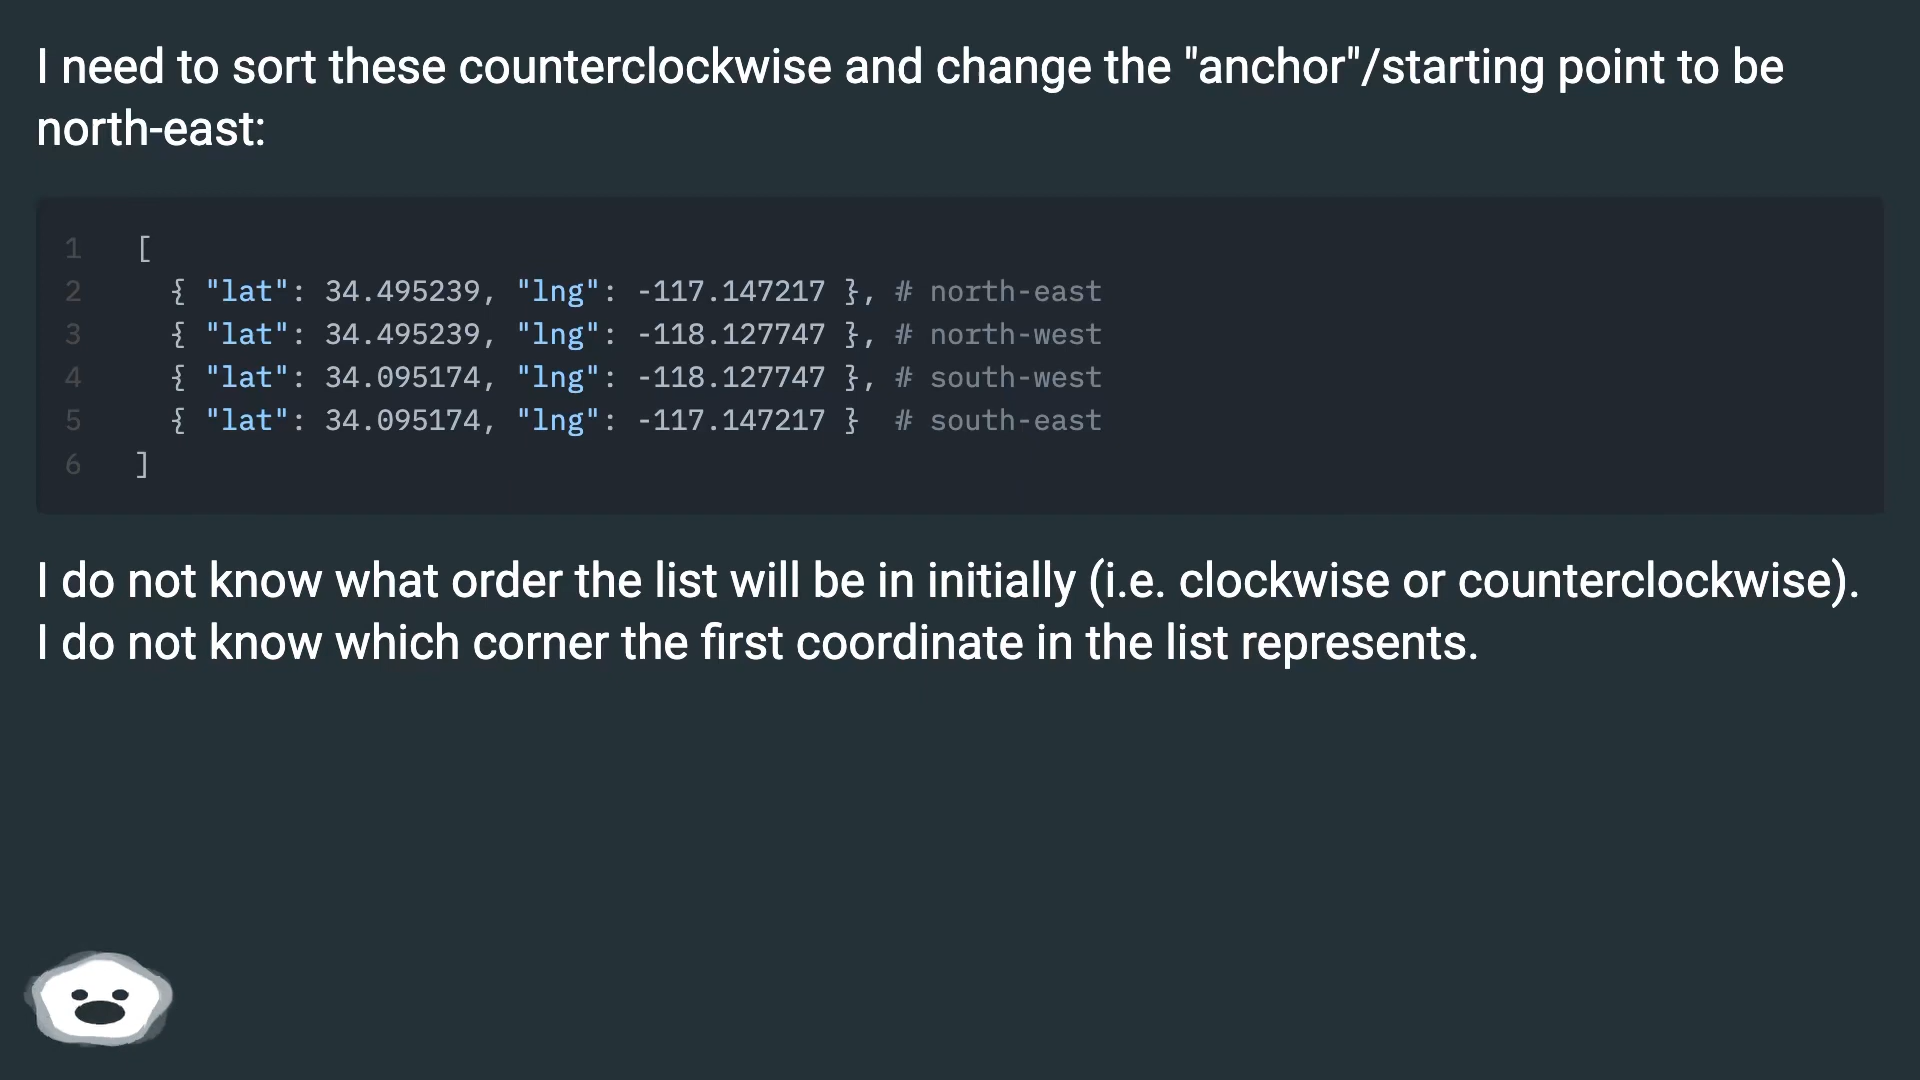 I need to sort these counterclockwise and change the "anchor"/starting point to be
north-east:
1 [
2 { "lat": 34.495239, "lng": -117.147217 }, # north-east
3 { "lat": 34.495239, "lng": -118.127747 }, # north-west
4 { "lat": 34.095174, "lng": -118.127747 }, # south-west
5 { "lat": 34.095174, "lng": -117.147217 } # south-east
6 ]
I do not know what order the list will be in initially (i.e. clockwise or counterclockwise).
I do not know which corner the first coordinate in the list represents.